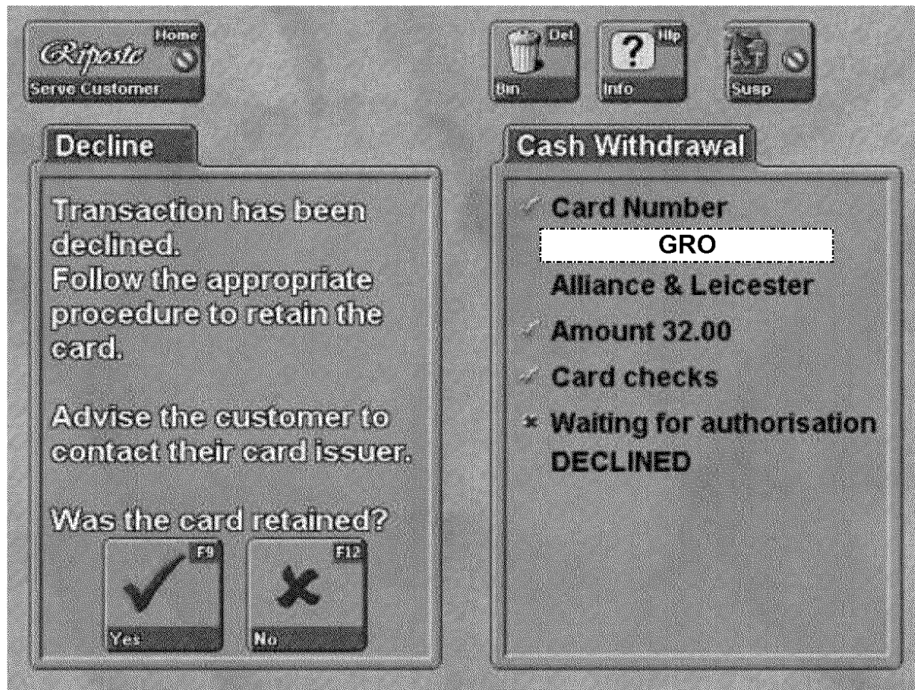 Riposte
Home
Serve Customer
Del
Bin
Hlp
?
Info
Susp
Decline
Transaction has been
declined.
Follow the appropriate
procedure to retain the
card.
Advise the customer to
contact their card issuer.
Was the card retained?
F9
Yes
F12
No
Cash Withdrawal
Card Number
GRO
Alliance & Leicester
Amount 32.00
Card checks
Waiting for authorisation
DECLINED